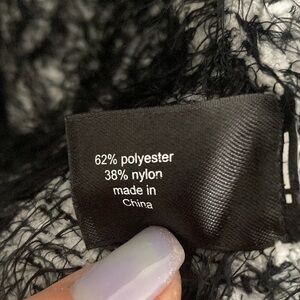 62% polyester
38% nylon
made in
China